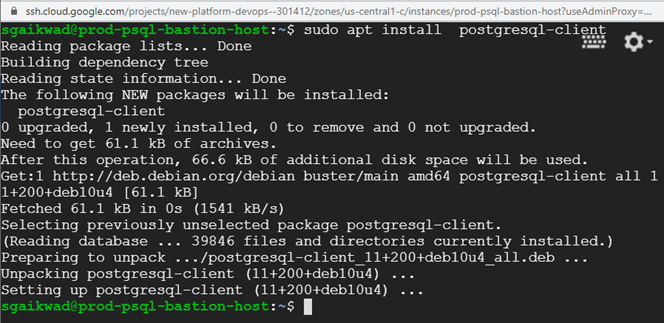 ssh.cloud.google.com/projects/new-platform-devops--301412/zones/us-central1-c/instances/prod-psql-bastion-host?useAdminProxy=...
sgaikwad@prod-psql-bastion-host:~$ sudo apt install  postgresql-client
Reading package lists... Done
Building dependency tree
Reading state information... Done
The following NEW packages will be installed:
  postgresql-client
0 upgraded, 1 newly installed, 0 to remove and 0 not upgraded.
Need to get 61.1 kB of archives.
After this operation, 66.6 kB of additional disk space will be used.
Get:1 http://deb.debian.org/debian buster/main amd64 postgresql-client all 1
1+200+deb10u4 [61.1 kB]
Fetched 61.1 kB in 0s (1541 kB/s)
Selecting previously unselected package postgresql-client.
(Reading database ... 39846 files and directories currently installed.)
Preparing to unpack .../postgresql-client_11+200+deb10u4_all.deb ...
Unpacking postgresql-client (11+200+deb10u4) ...
Setting up postgresql-client (11+200+deb10u4) ...
sgaikwad@prod-psql-bastion-host:~$